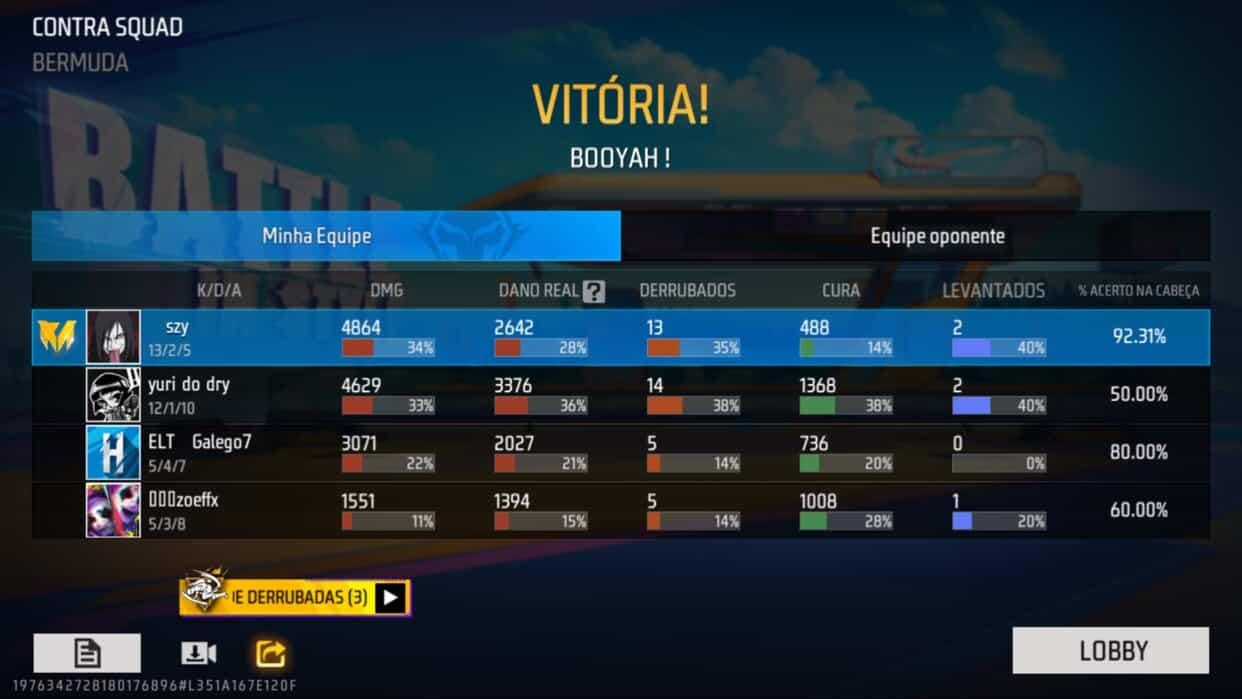 CONTRA SQUAD
BERMUDA
VITÓRIA!
BOOYAH !
Minha Equipe Equipe oponente
K/D/A DMG DANO REAL ? DERRUBADOS CURA LEVANTADOS % ACERTO NA CABEÇA
szy 4864 2642 13 488 2
13/2/5 34% 28% 35% 14% 40% 92.31%
yuri do dry 4629 3376 14 1368 2
12/1/10 33% 36% 38% 38% 40% 50.00%
ELT Galego7 3071 2027 5 736 0
5/4/7 22% 21% 14% 20% 0% 80.00%
zoeffx 1551 1394 5 1008 1
5/3/8 11% 15% 14% 28% 20% 60.00%
E DERRUBADAS (3)
LOBBY
1976342728180176896#L351A167E120F